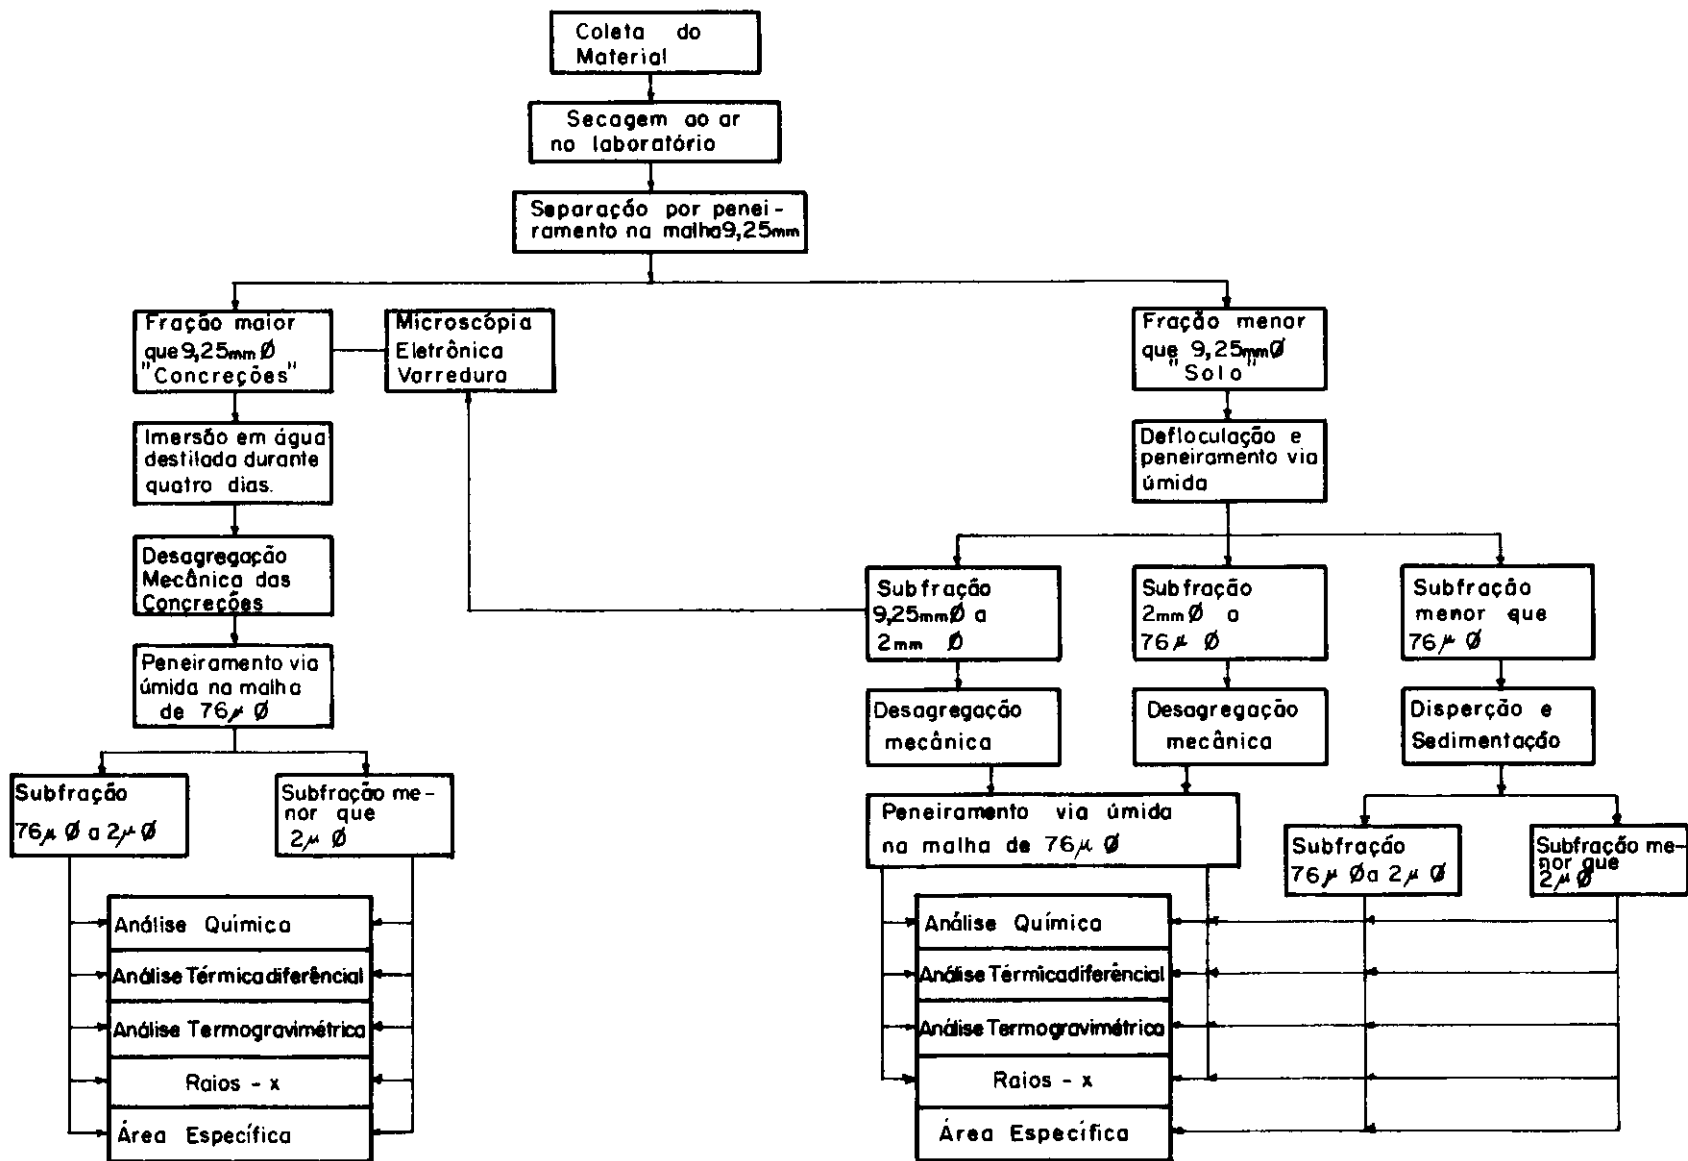 Coleta do
Material
Secagem ao ar
no laboratório
Separação por penei-
ramento na malha 9,25mm
Fração maior
que 9,25mm Ø
"Concreções"
Microscópia
Eletrônica
Varredura
Fração menor
que 9,25mm Ø
"Solo"
Imersão em água
destilada durante
quatro dias.
Defloculação e
peneiramento via
úmida
Desagregação
Mecânica das
Concreções
Subfração
9,25mm Ø a
2mm Ø
Subfração
2mm Ø a
76µ Ø
Subfração
menor que
76µ Ø
Peneiramento via
úmida na malha
de 76µ Ø
Desagregação
mecânica
Desagregação
mecânica
Disperção e
Sedimentação
Subfração
76µ Ø a 2µ Ø
Subfração me-
nor que
2µ Ø
Peneiramento via úmida
na malha de 76µ Ø
Subfração
76µ Ø a 2µ Ø
Subfração me-
nor que
2µ Ø
Análise Química
Análise Térmica diferêncial
Análise Termogravimétrica
Raios - x
Área Específica
Análise Química
Análise Térmica diferêncial
Análise Termogravimétrica
Raios - x
Área Específica